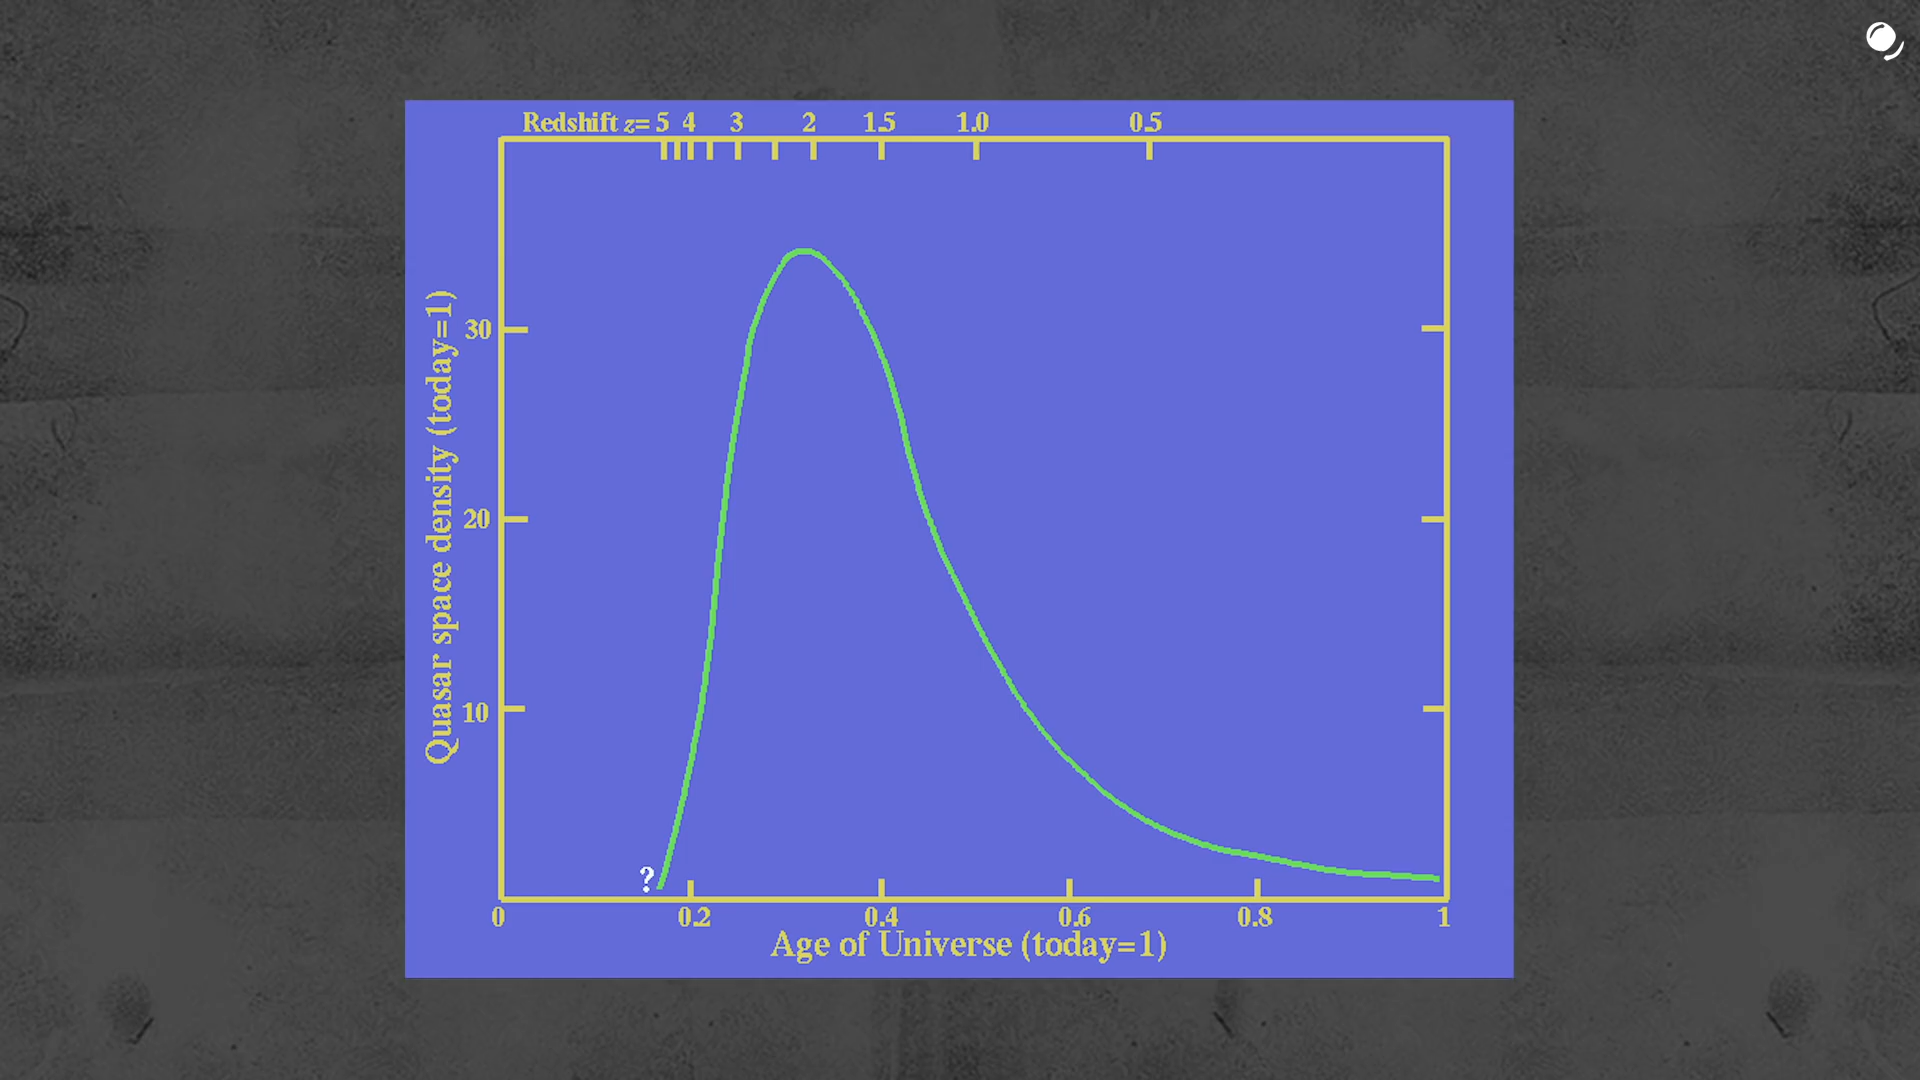 Redshift z= 5 4 3 2 1.5 1.0 0.5
Quasar space density (today=1)
30
20
10
?
0 0.2 0.4 0.6 0.8 1
Age of Universe (today=1)